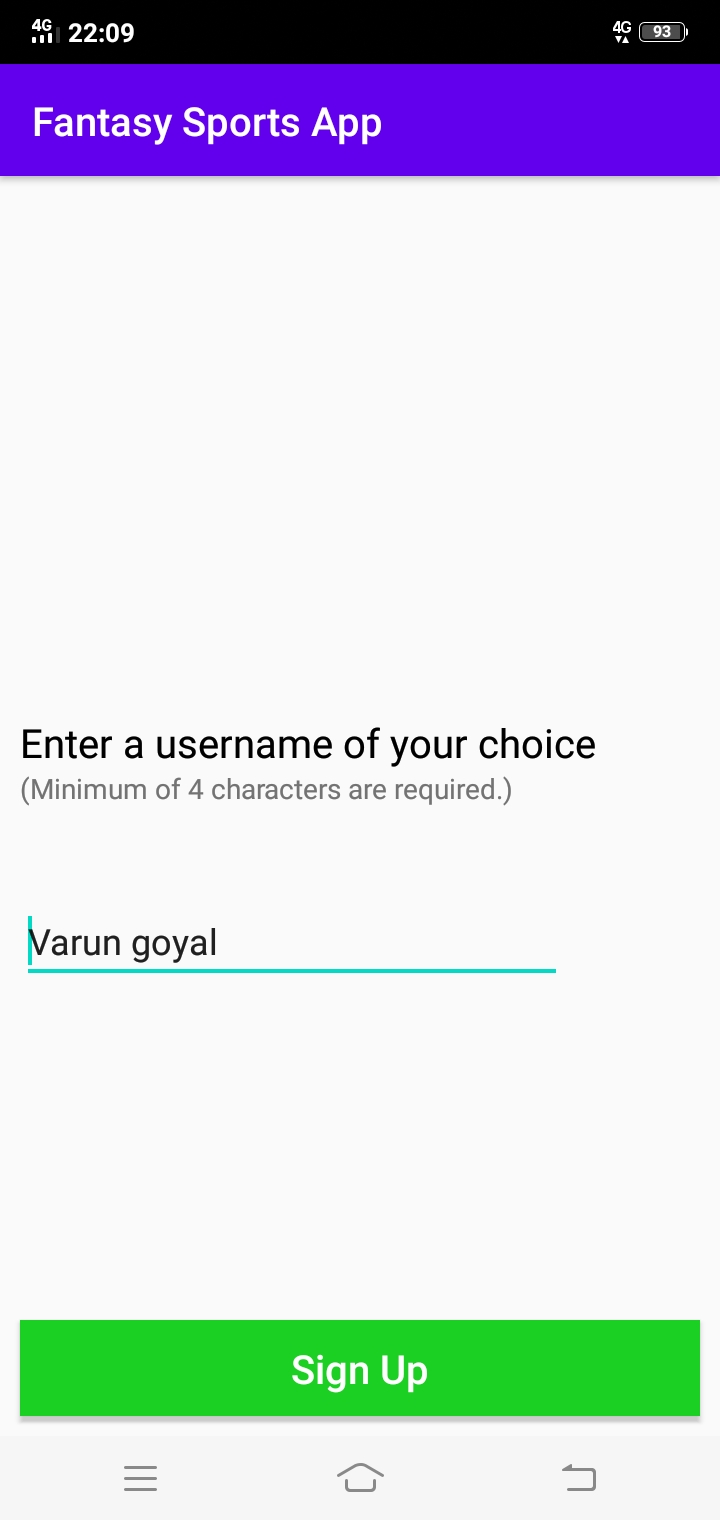 4G 22:09 4G 93
Fantasy Sports App
Enter a username of your choice
(Minimum of 4 characters are required.)
Varun goyal
Sign Up